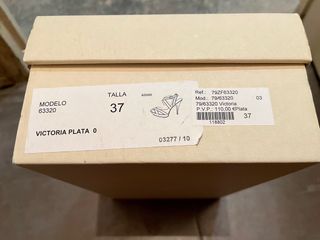 MODELO
63320
TALLA
37
VICTORIA PLATA 0
03277 / 10
Ref.: 79ZF63320
Mod.: 79/63320 03
79/63320 Victoria
P.V.P.: 110,00 €Plata
37
118802